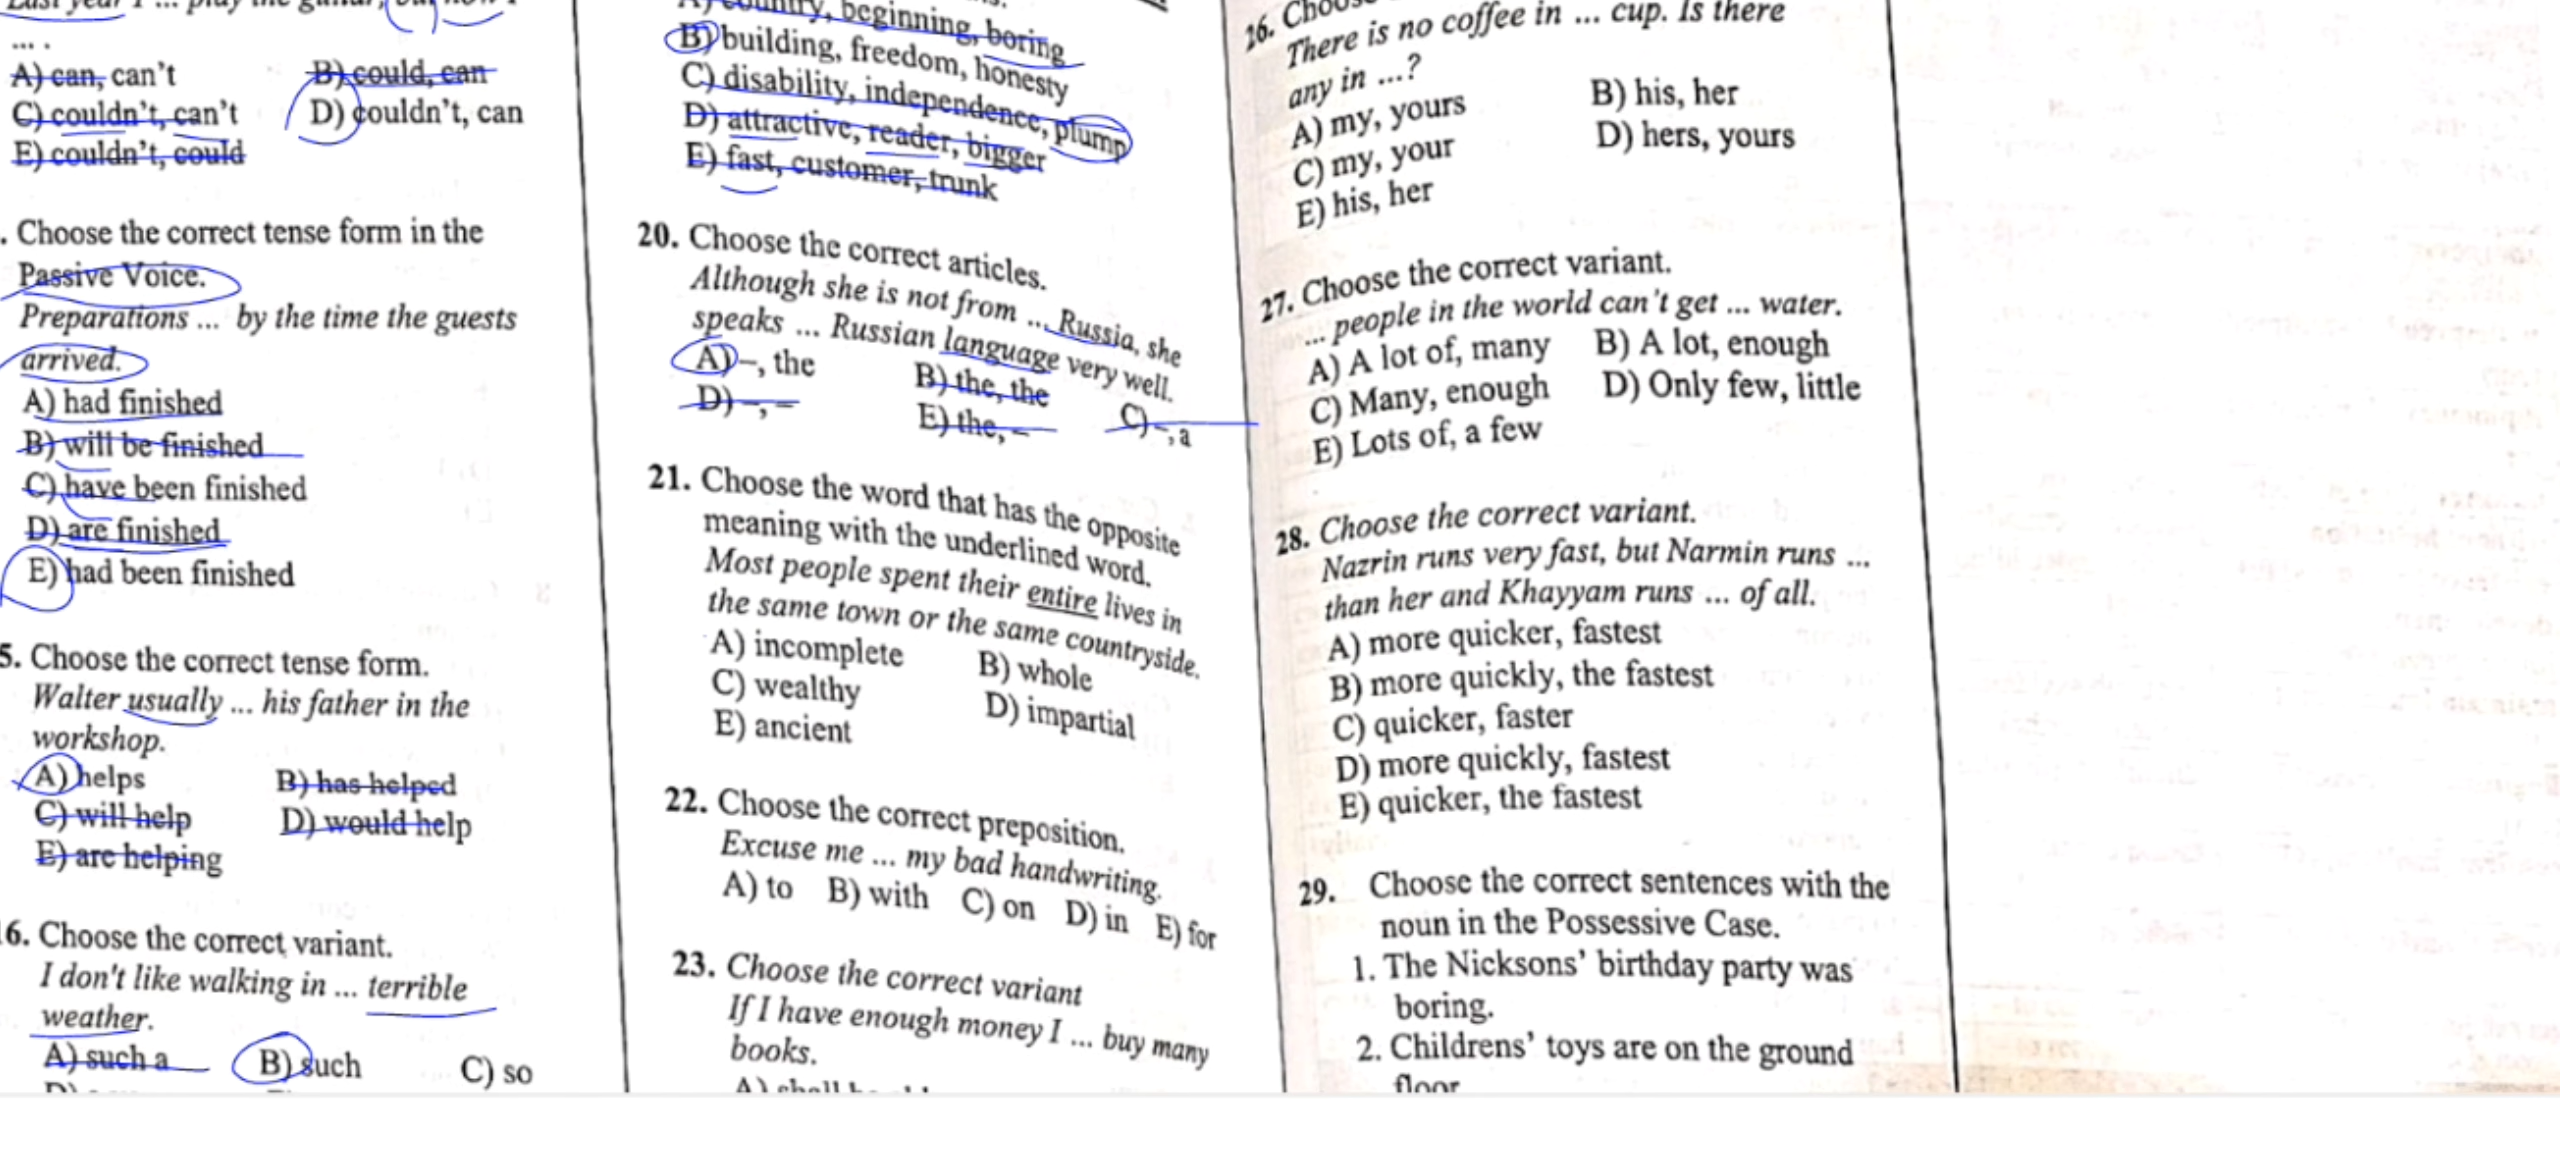 Last year I ... play the guitar, but now I
... .
A) can, can't B) could, can
C) couldn't, can't D) couldn't, can
E) couldn't, could
. Choose the correct tense form in the
Passive Voice.
Preparations ... by the time the guests
arrived.
A) had finished
B) will be finished
C) have been finished
D) are finished
E) had been finished
5. Choose the correct tense form.
Walter usually ... his father in the
workshop.
A) helps B) has helped
C) will help D) would help
E) are helping
16. Choose the correct variant.
I don't like walking in ... terrible
weather.
A) such a B) such C) so
A) country, beginning, boring
B) building, freedom, honesty
C) disability, independence, plump
D) attractive, reader, bigger
E) fast, customer, trunk
20. Choose the correct articles.
Although she is not from ... Russia, she
speaks ... Russian language very well.
A) –, the B) the, the C) –, a
D) –, – E) the, –
21. Choose the word that has the opposite
meaning with the underlined word.
Most people spent their entire lives in
the same town or the same countryside.
A) incomplete B) whole
C) wealthy D) impartial
E) ancient
22. Choose the correct preposition.
Excuse me ... my bad handwriting.
A) to B) with C) on D) in E) for
23. Choose the correct variant
If I have enough money I ... buy many
books.
A) shall
26. Choose
There is no coffee in ... cup. Is there
any in ...?
A) my, yours B) his, her
C) my, your D) hers, yours
E) his, her
27. Choose the correct variant.
... people in the world can't get ... water.
A) A lot of, many B) A lot, enough
C) Many, enough D) Only few, little
E) Lots of, a few
28. Choose the correct variant.
Nazrin runs very fast, but Narmin runs ...
than her and Khayyam runs ... of all.
A) more quicker, fastest
B) more quickly, the fastest
C) quicker, faster
D) more quickly, fastest
E) quicker, the fastest
29. Choose the correct sentences with the
noun in the Possessive Case.
1. The Nicksons' birthday party was
boring.
2. Childrens' toys are on the ground
floor